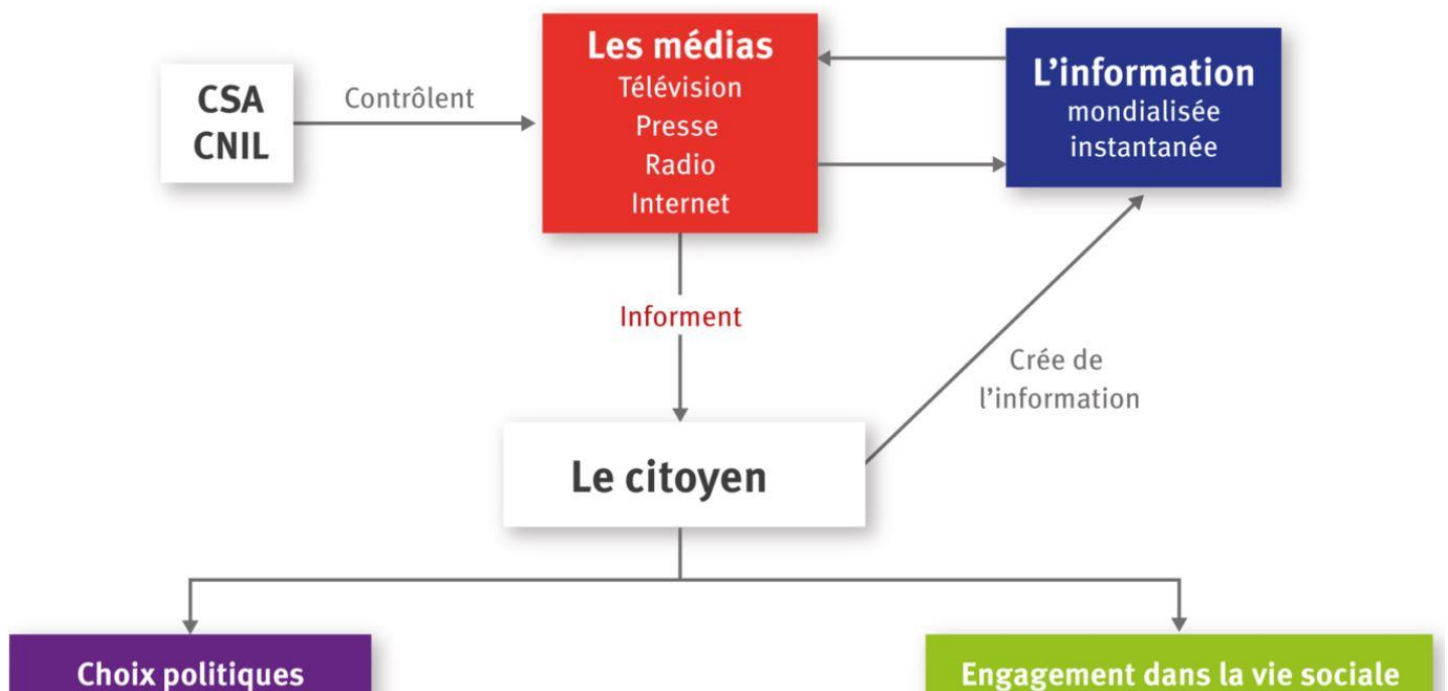 CSA
CNIL
Contrôlent
Les médias
Télévision
Presse
Radio
Internet
L'information
mondialisée
instantanée
Informent
Crée de
l'information
Le citoyen
Choix politiques
Engagement dans la vie sociale